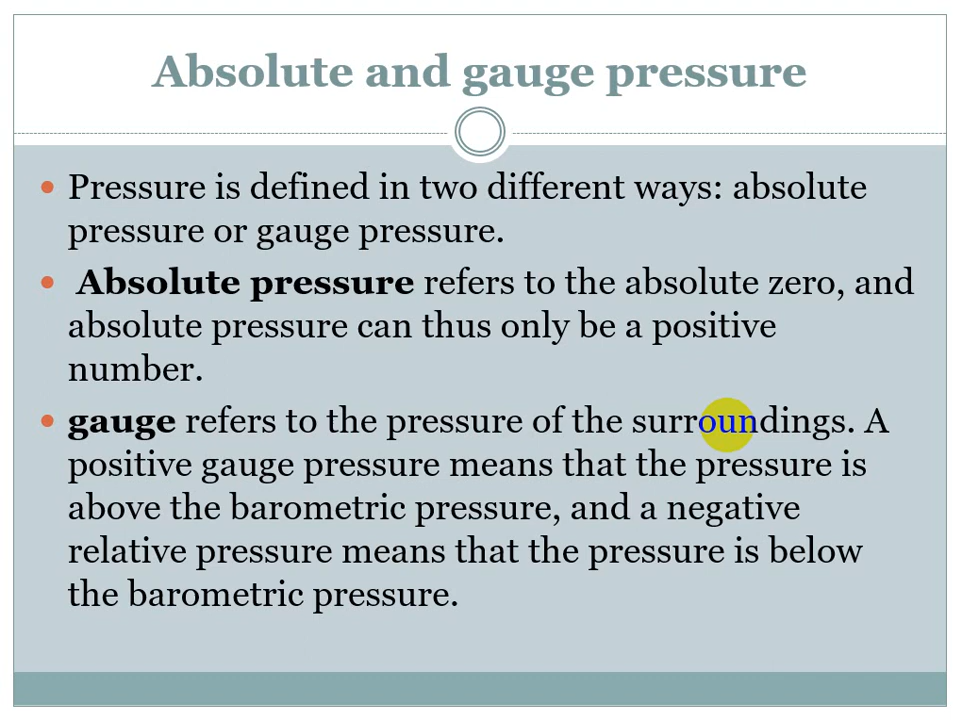 Absolute and gauge pressure
• Pressure is defined in two different ways: absolute
pressure or gauge pressure.
• Absolute pressure refers to the absolute zero, and
absolute pressure can thus only be a positive
number.
• gauge refers to the pressure of the surroundings. A
positive gauge pressure means that the pressure is
above the barometric pressure, and a negative
relative pressure means that the pressure is below
the barometric pressure.